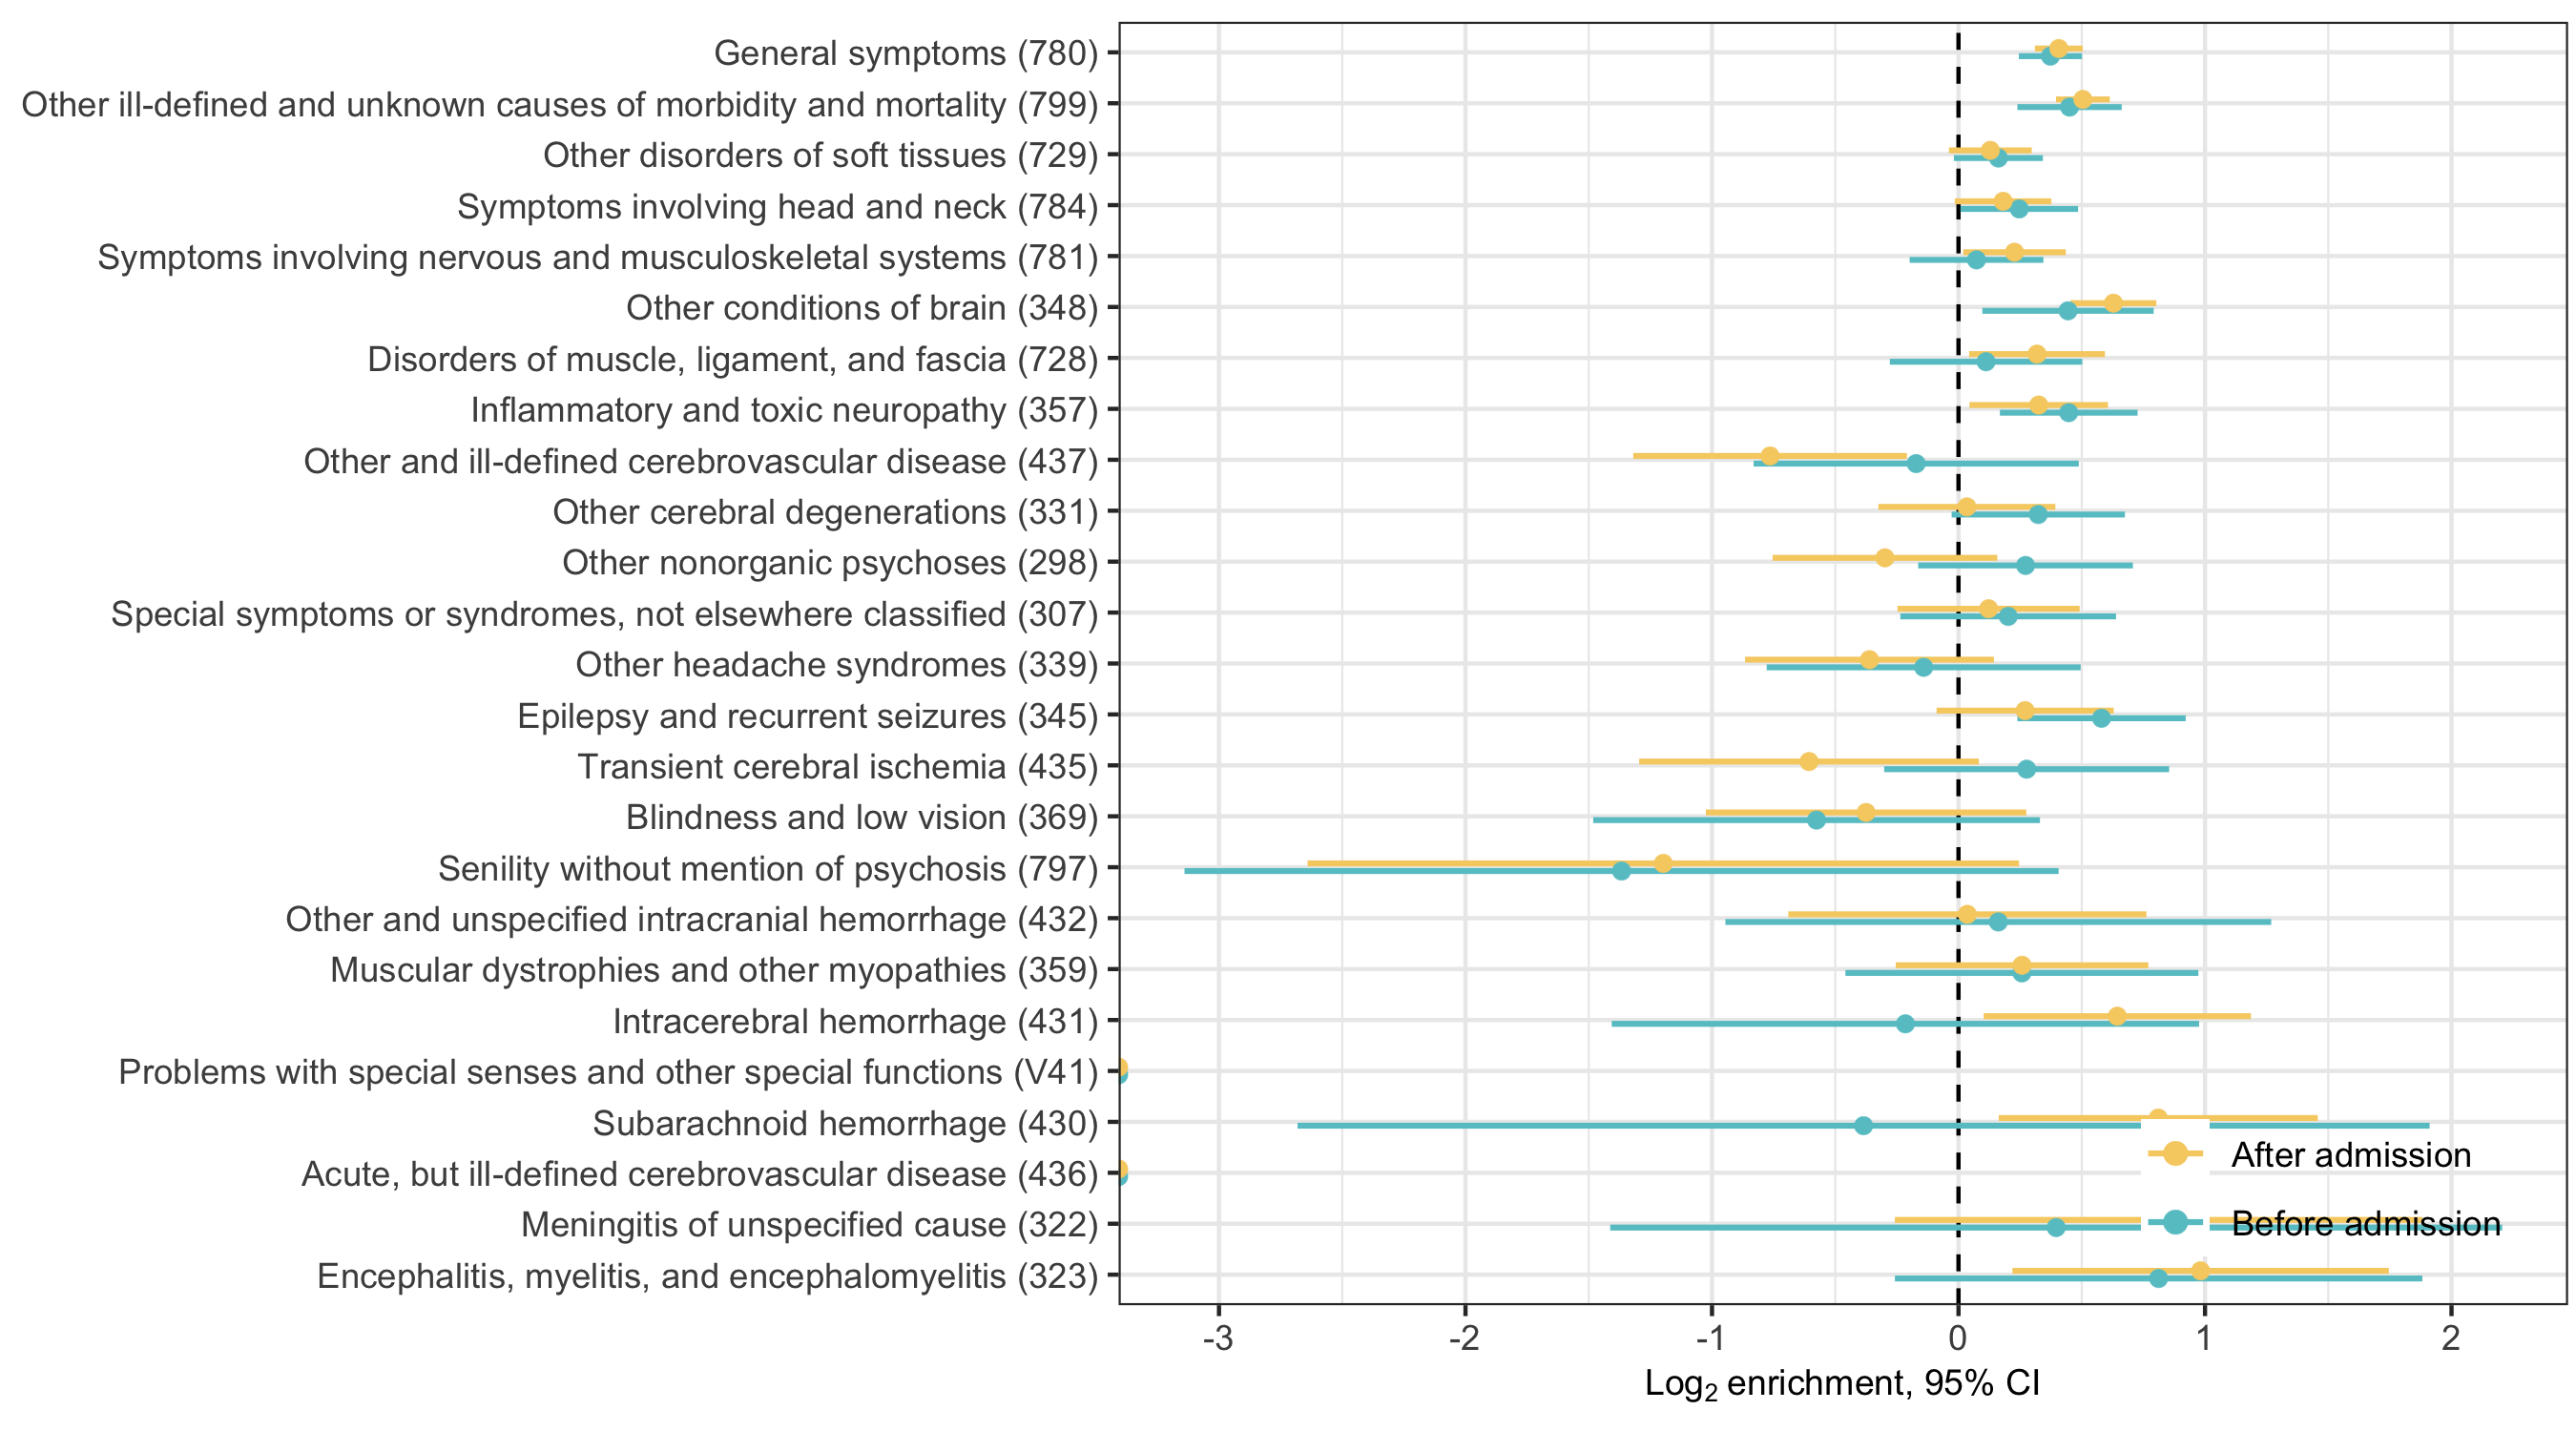 General symptoms (780)
Other ill-defined and unknown causes of morbidity and mortality (799)
Other disorders of soft tissues (729)
Symptoms involving head and neck (784)
Symptoms involving nervous and musculoskeletal systems (781)
Other conditions of brain (348)
Disorders of muscle, ligament, and fascia (728)
Inflammatory and toxic neuropathy (357)
Other and ill-defined cerebrovascular disease (437)
Other cerebral degenerations (331)
Other nonorganic psychoses (298)
Special symptoms or syndromes, not elsewhere classified (307)
Other headache syndromes (339)
Epilepsy and recurrent seizures (345)
Transient cerebral ischemia (435)
Blindness and low vision (369)
Senility without mention of psychosis (797)
Other and unspecified intracranial hemorrhage (432)
Muscular dystrophies and other myopathies (359)
Intracerebral hemorrhage (431)
Problems with special senses and other special functions (V41)
Subarachnoid hemorrhage (430)
Acute, but ill-defined cerebrovascular disease (436)
Meningitis of unspecified cause (322)
Encephalitis, myelitis, and encephalomyelitis (323)
After admission
Before admission
-3 -2 -1 0 1 2
Log₂ enrichment, 95% CI